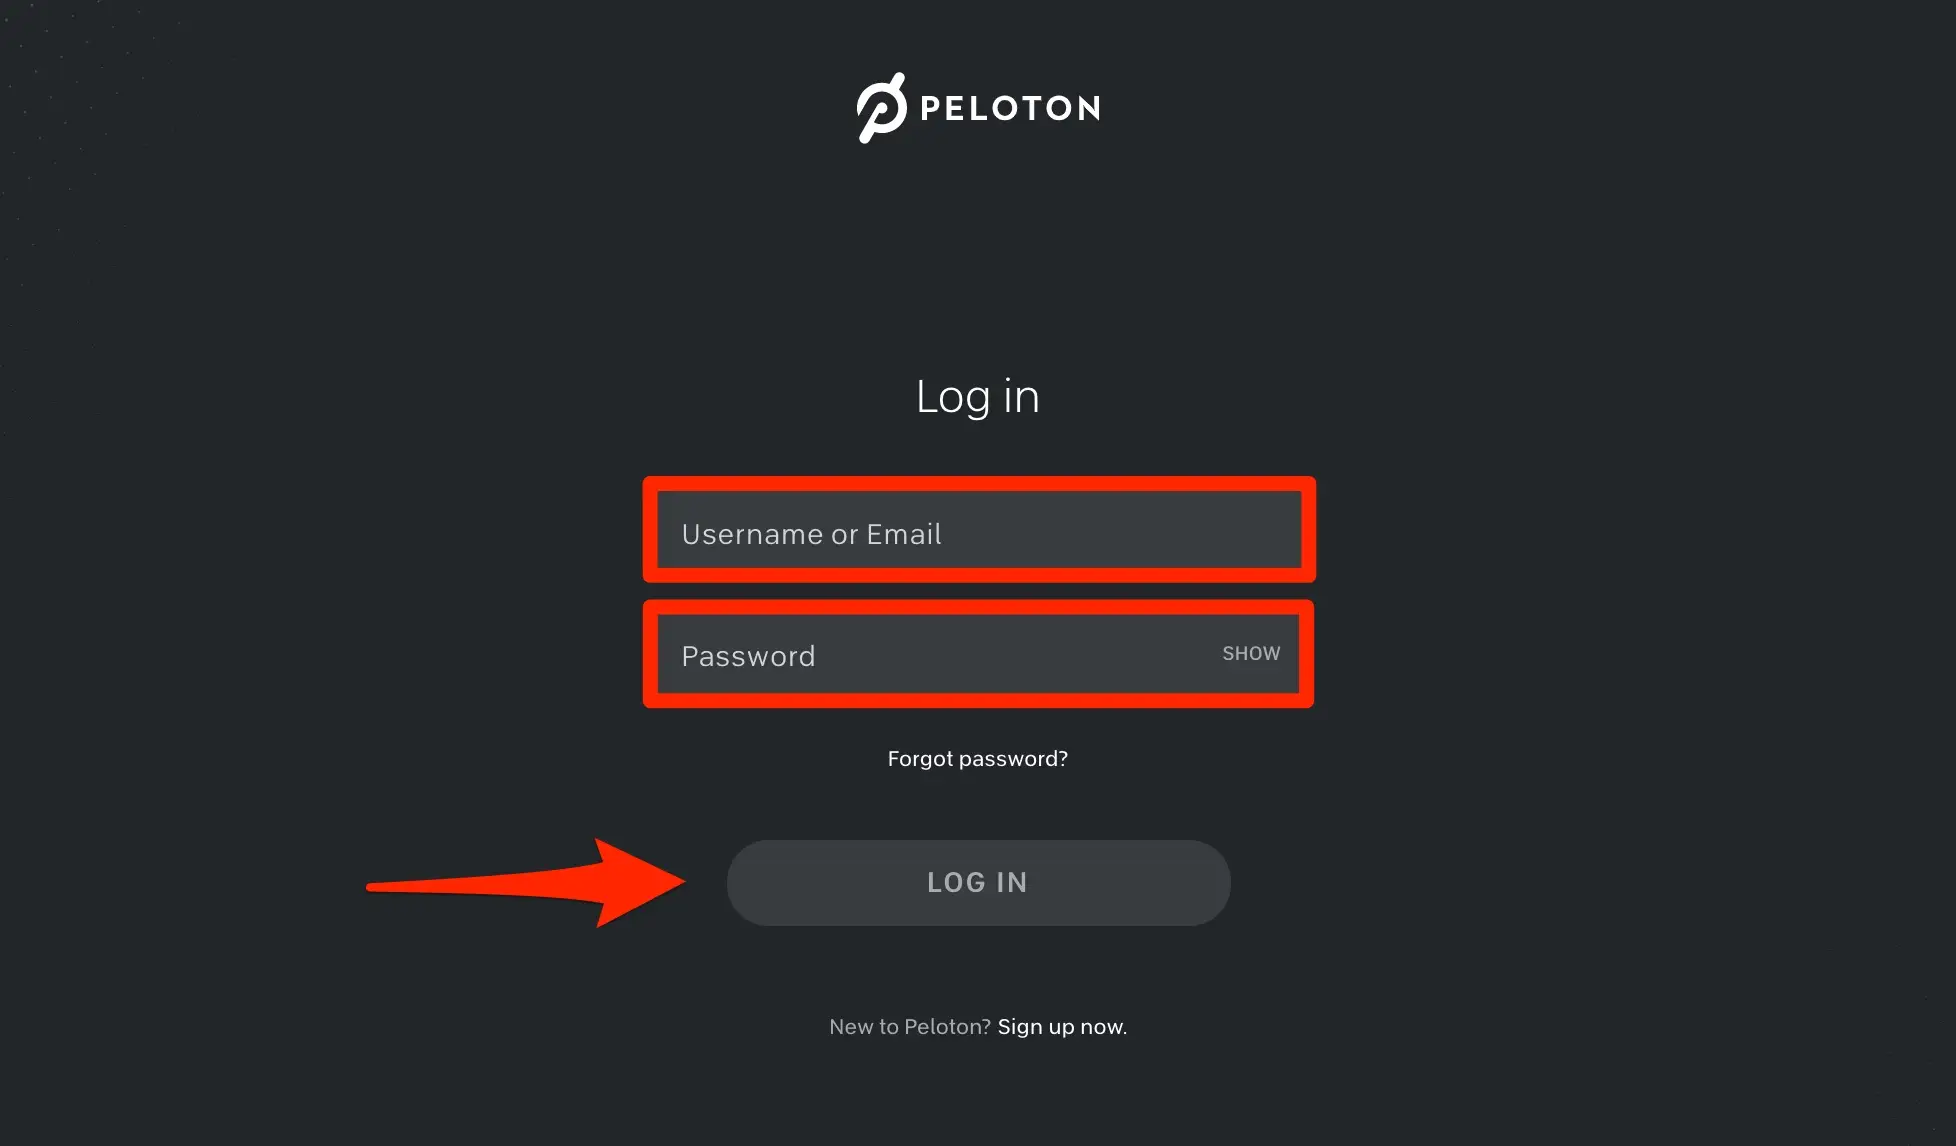 PELOTON
Log in
Username or Email
Password SHOW
Forgot password?
LOG IN
New to Peloton? Sign up now.